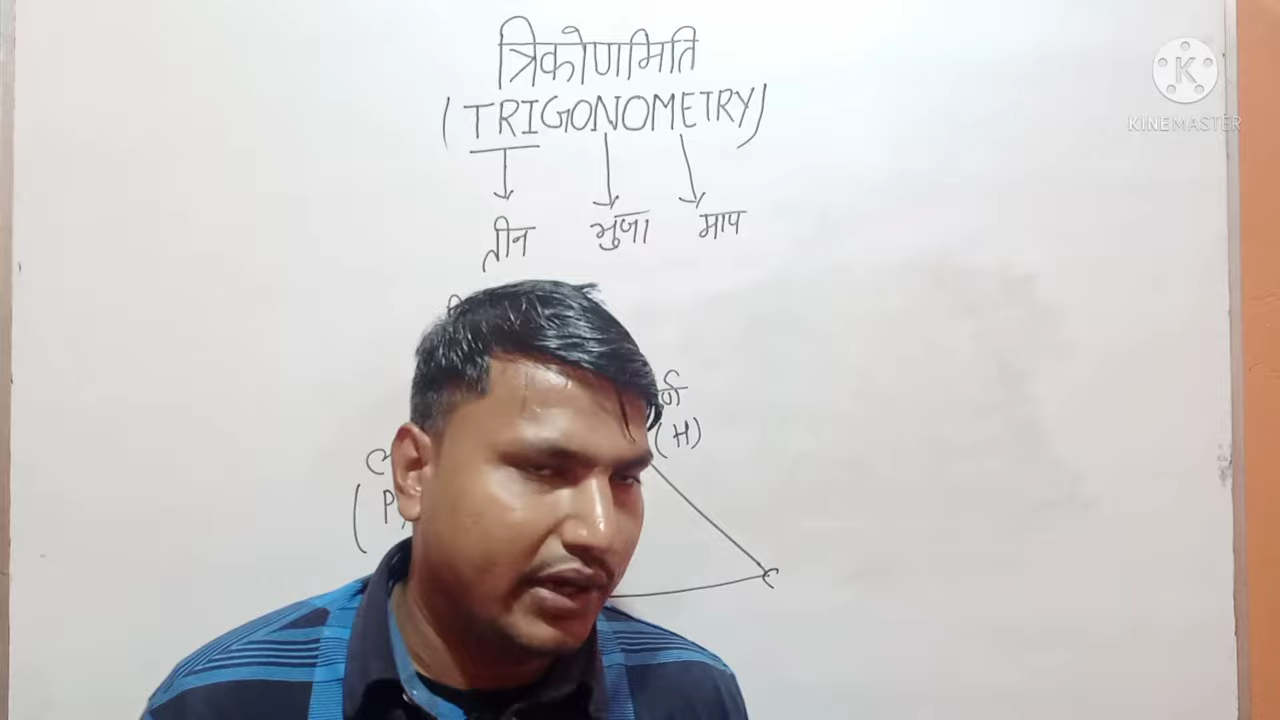 त्रिकोणमिति
(TRIGONOMETRY)
तीन भुजा माप
(H)
(P)
C
K
KINEMASTER